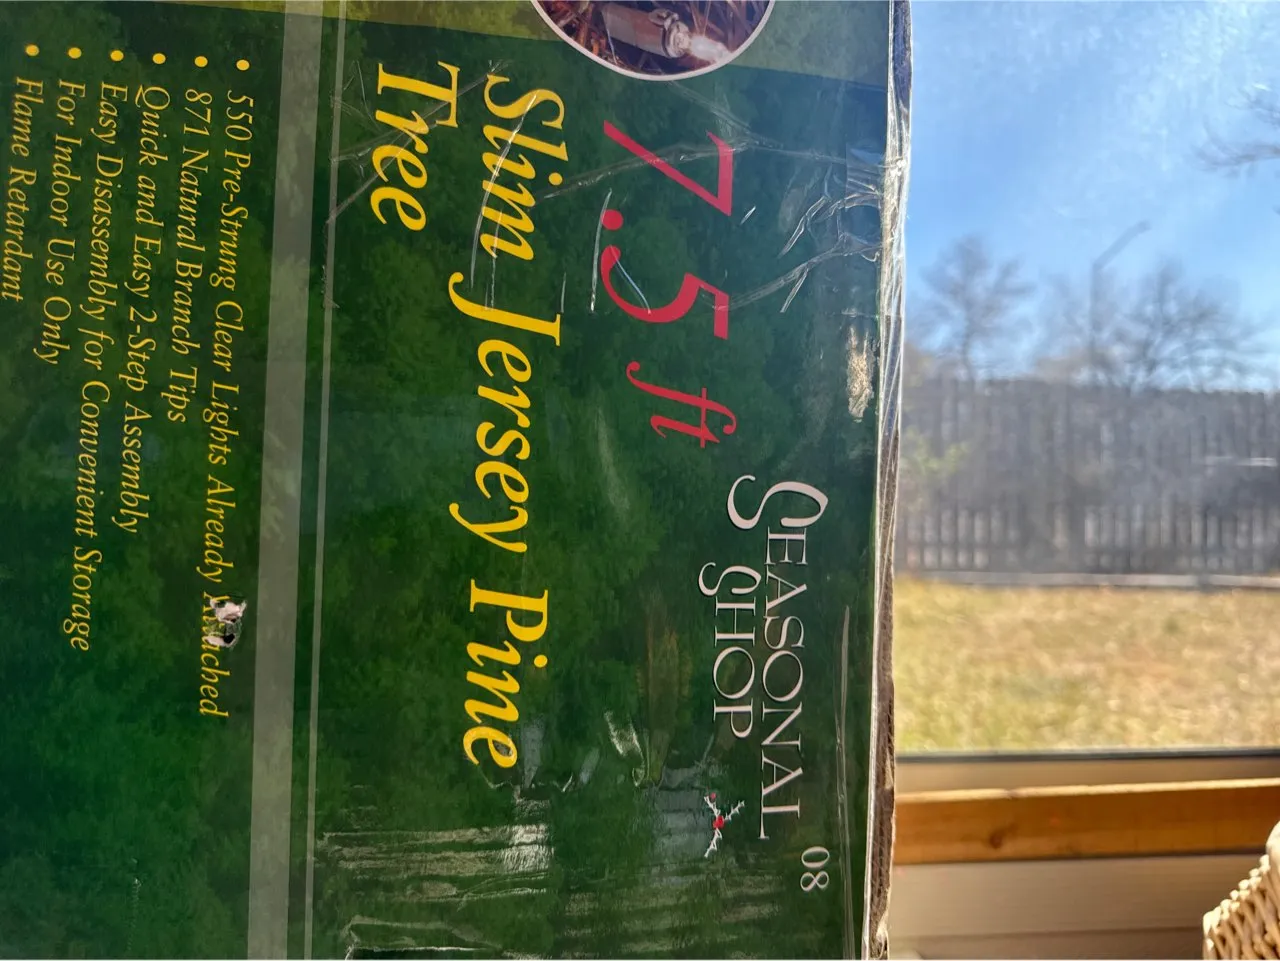 SEASONAL 08
SHOP
7.5 ft
Slim Jersey Pine
Tree
• 550 Pre-Strung Clear Lights Already Attached
• 871 Natural Branch Tips
• Quick and Easy 2-Step Assembly
• Easy Disassembly for Convenient Storage
• For Indoor Use Only
• Flame Retardant